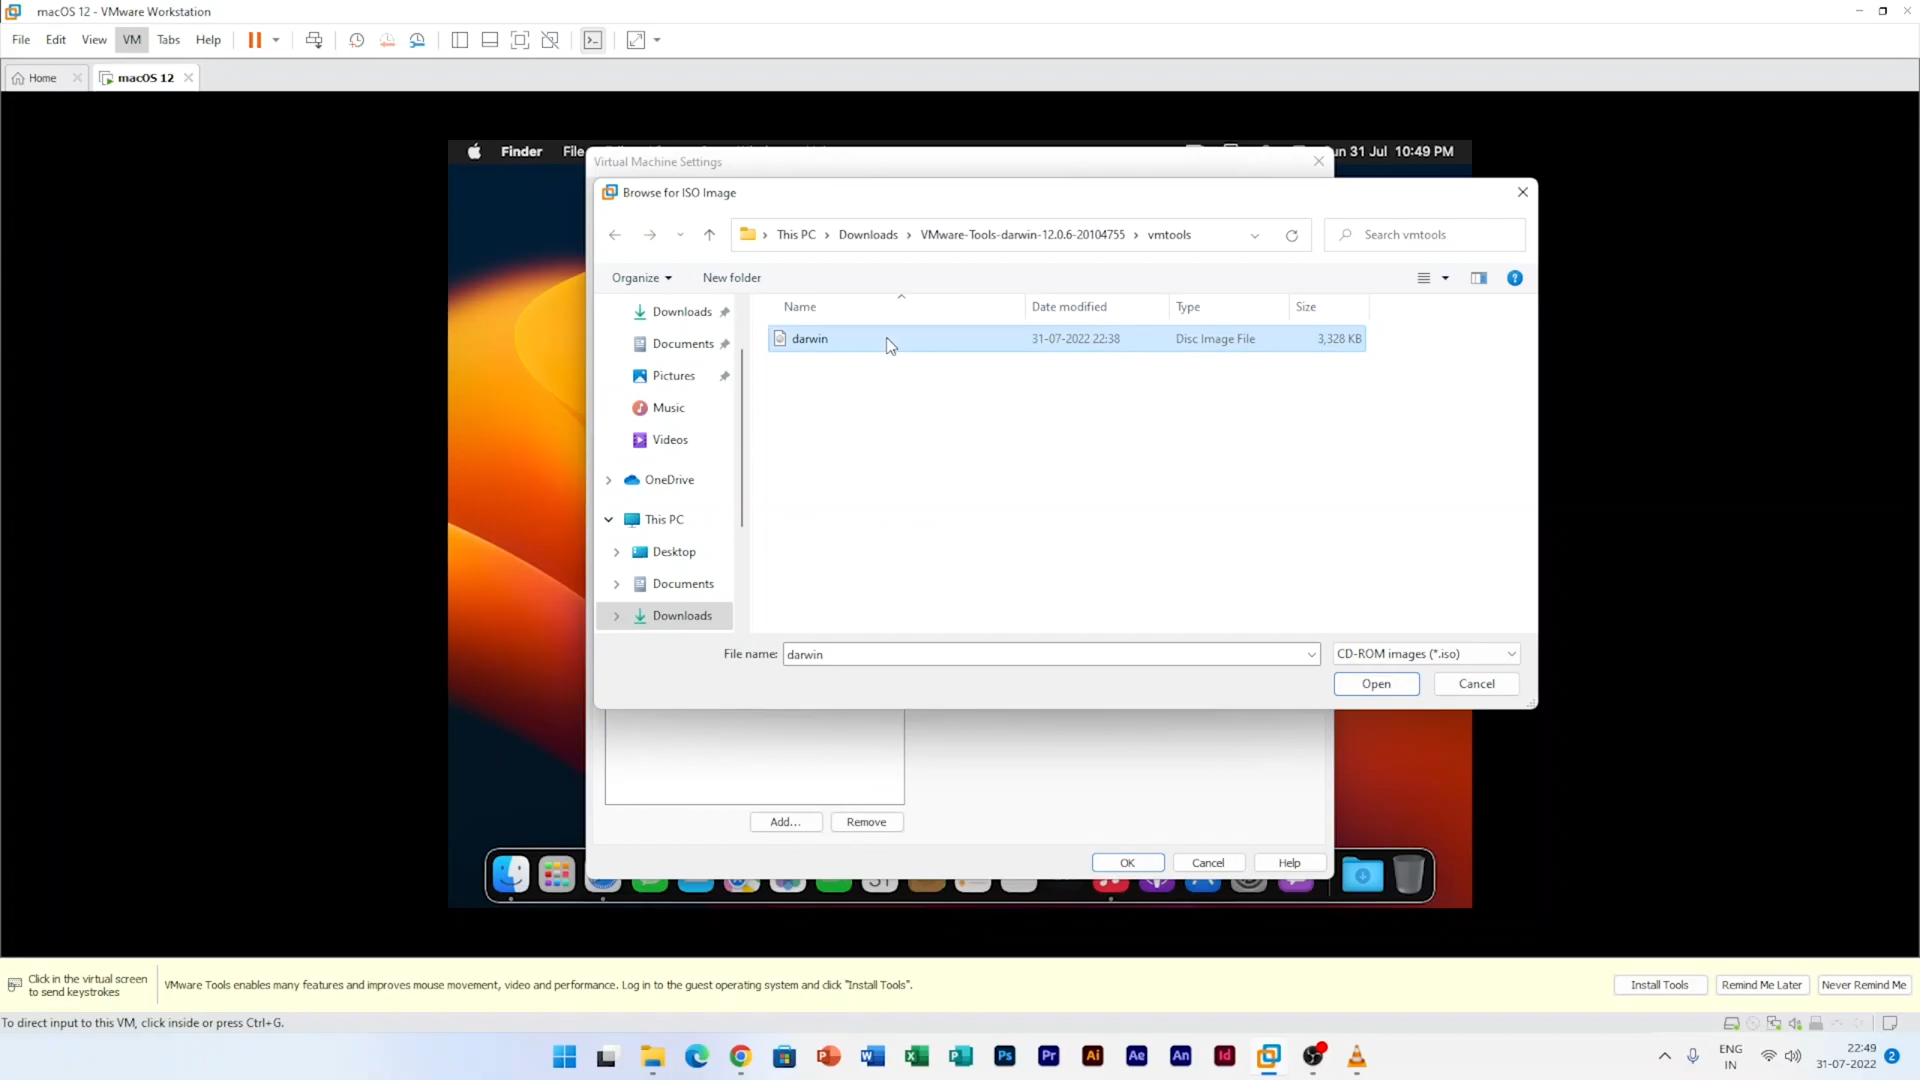 macOS 12 - VMware Workstation
File Edit View VM Tabs Help
Home macOS 12
Finder File un 31 Jul 10:49 PM
Virtual Machine Settings
Browse for ISO Image
This PC > Downloads > VMware-Tools-darwin-12.0.6-20104755 > vmtools
Search vmtools
Organize New folder
Name Date modified Type Size
darwin 31-07-2022 22:38 Disc Image File 3,328 KB
Downloads
Documents
Pictures
Music
Videos
OneDrive
This PC
Desktop
Documents
Downloads
File name: darwin CD-ROM images (*.iso)
Open Cancel
Add... Remove
OK Cancel Help
Click in the virtual screen
to send keystrokes
VMware Tools enables many features and improves mouse movement, video and performance. Log in to the guest operating system and click "Install Tools".
Install Tools Remind Me Later Never Remind Me
To direct input to this VM, click inside or press Ctrl+G.
Ps Pr Ai Ae An Id
ENG
IN
22:49
31-07-2022
2